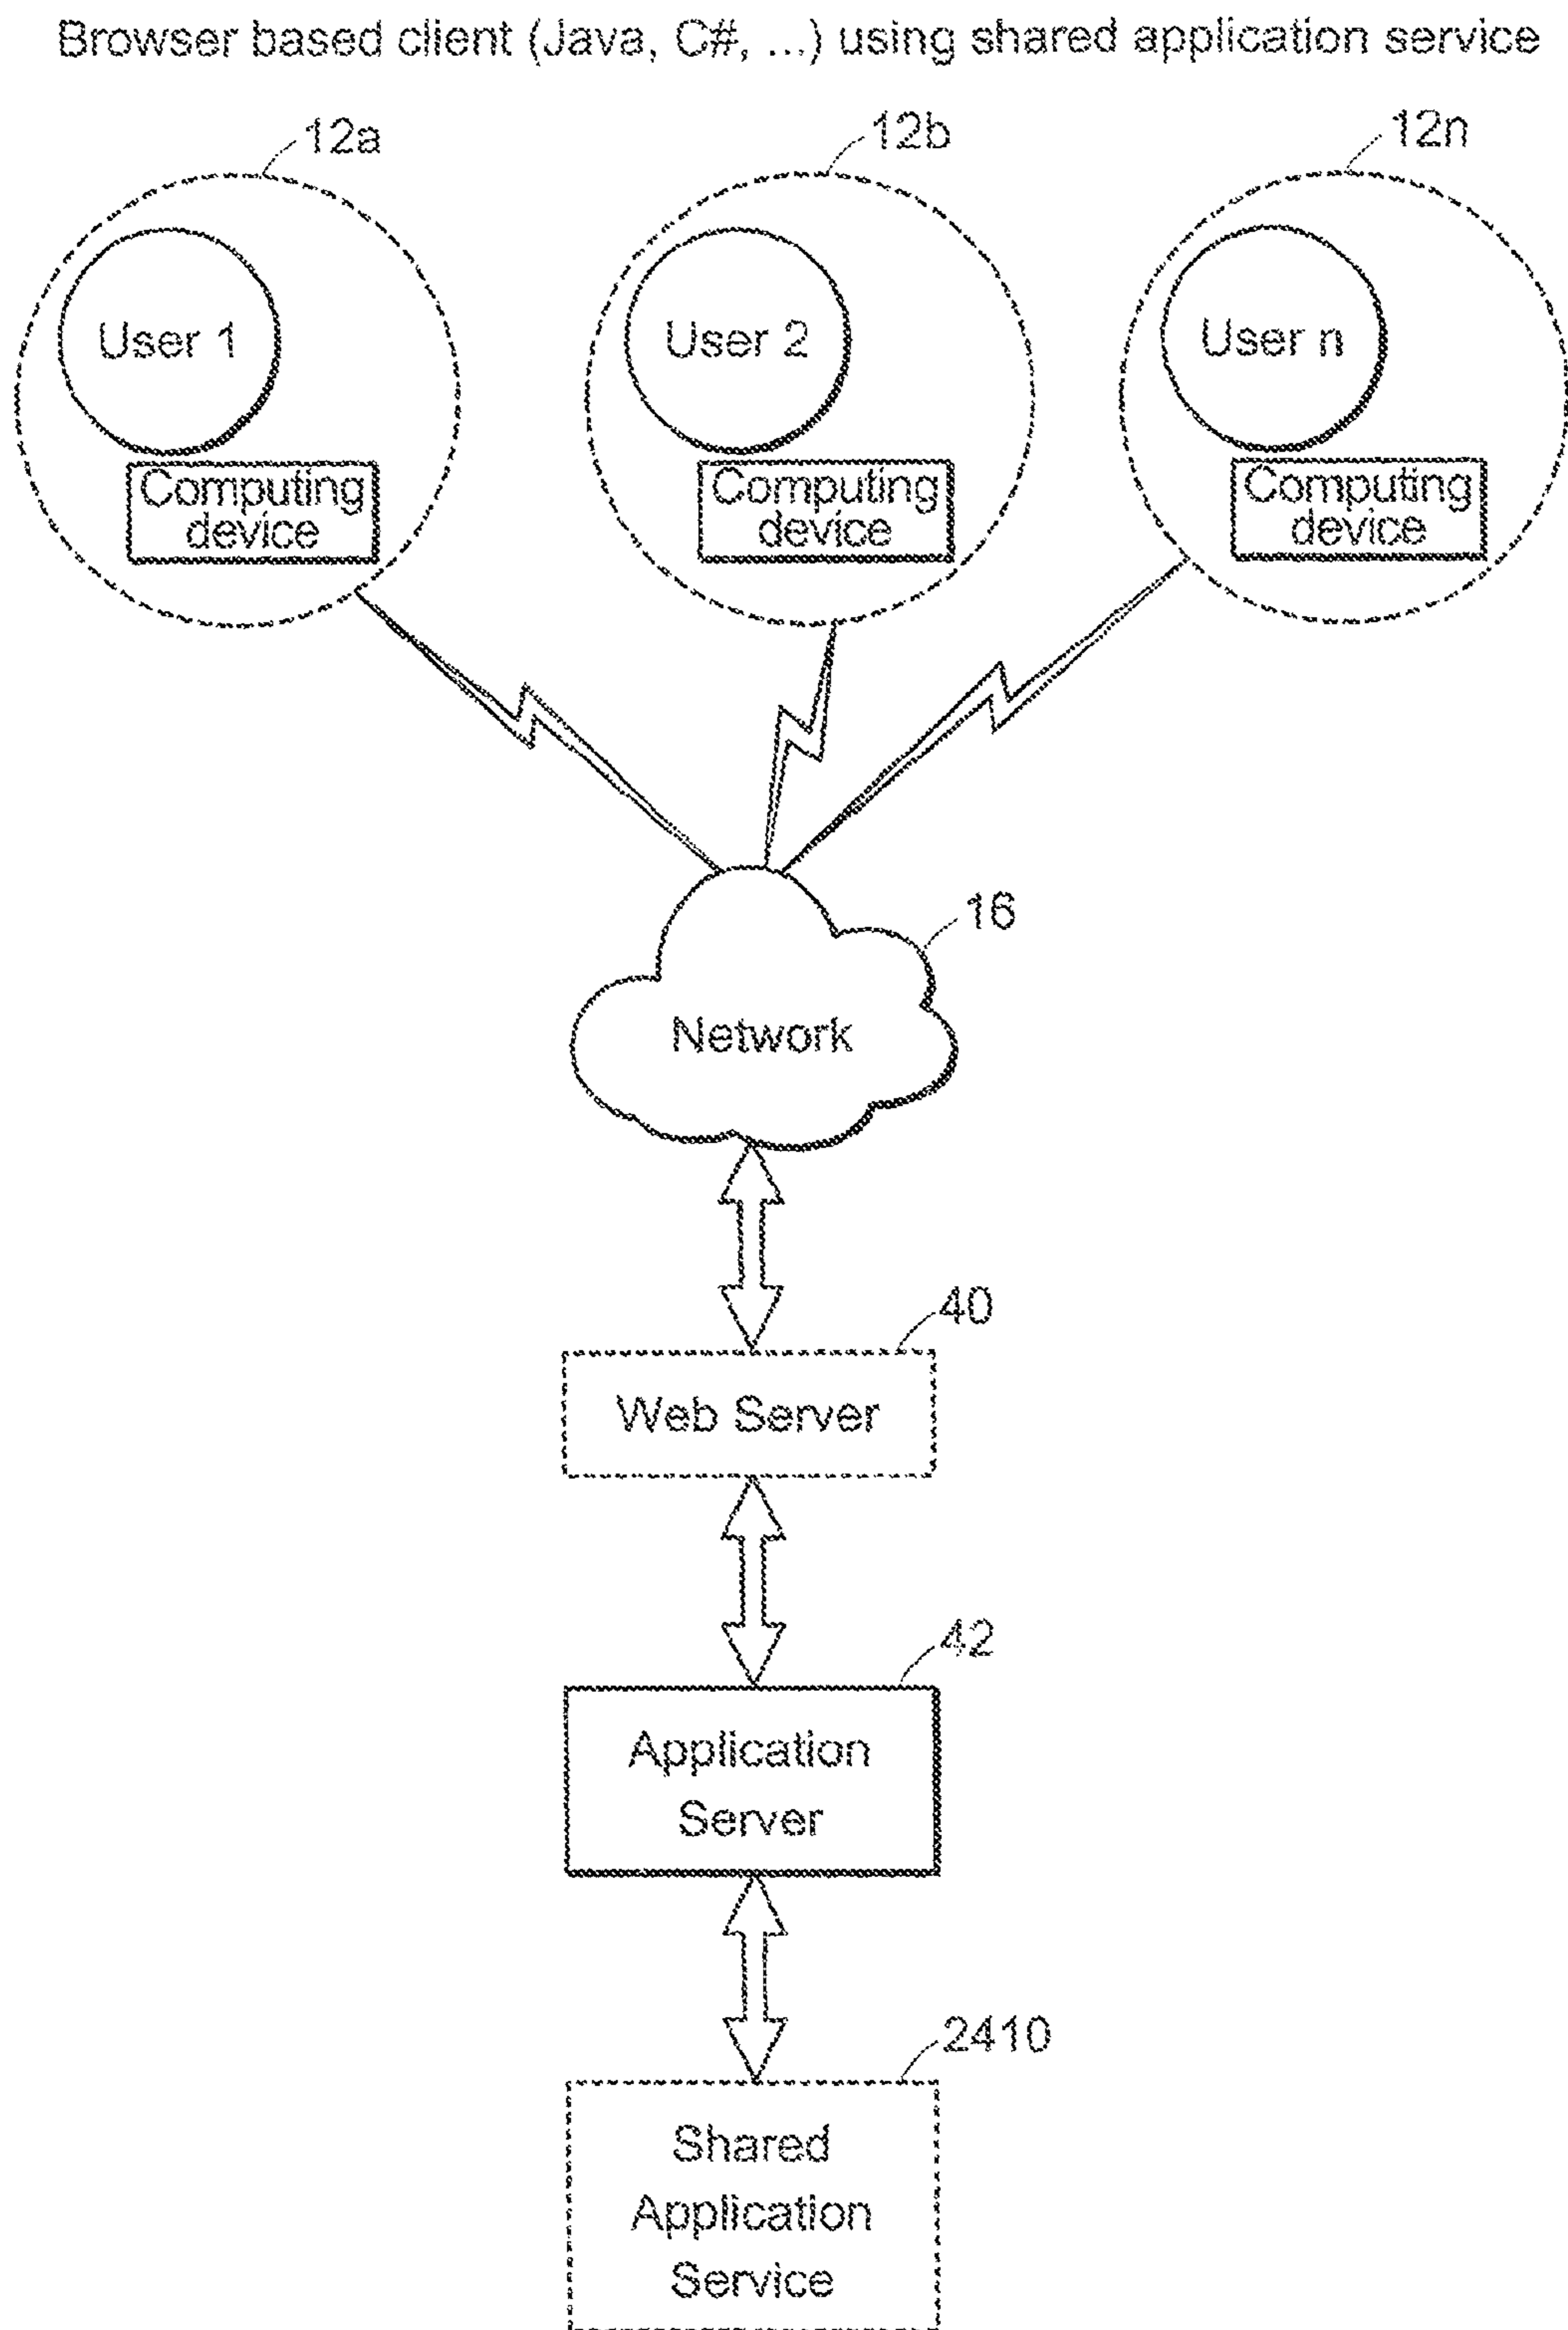 Browser based client (Java, C#, ...) using shared application service
12a
12b
12n
User 1
User 2
User n
Computing
device
Computing
device
Computing
device
16
Network
40
Web Server
42
Application
Server
2410
Shared
Application
Service